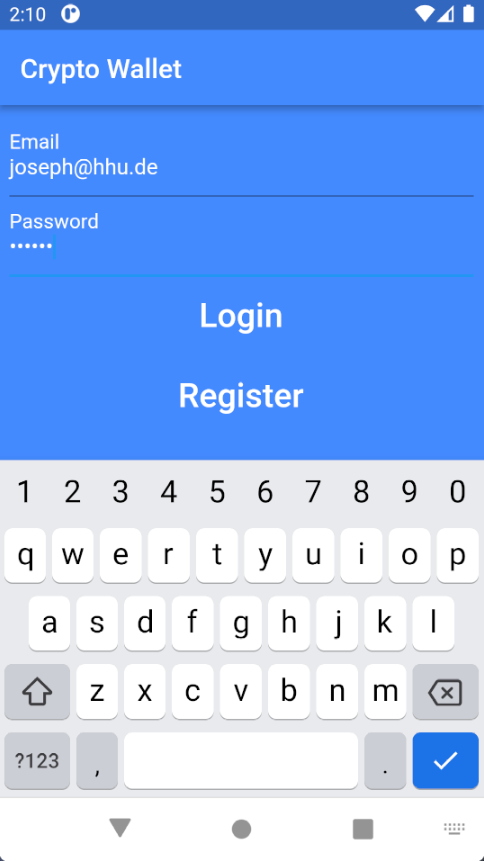 2:10
Crypto Wallet
Email
joseph@hhu.de
Password
••••••
Login
Register
1 2 3 4 5 6 7 8 9 0
q w e r t y u i o p
a s d f g h j k l
z x c v b n m
?123 , .